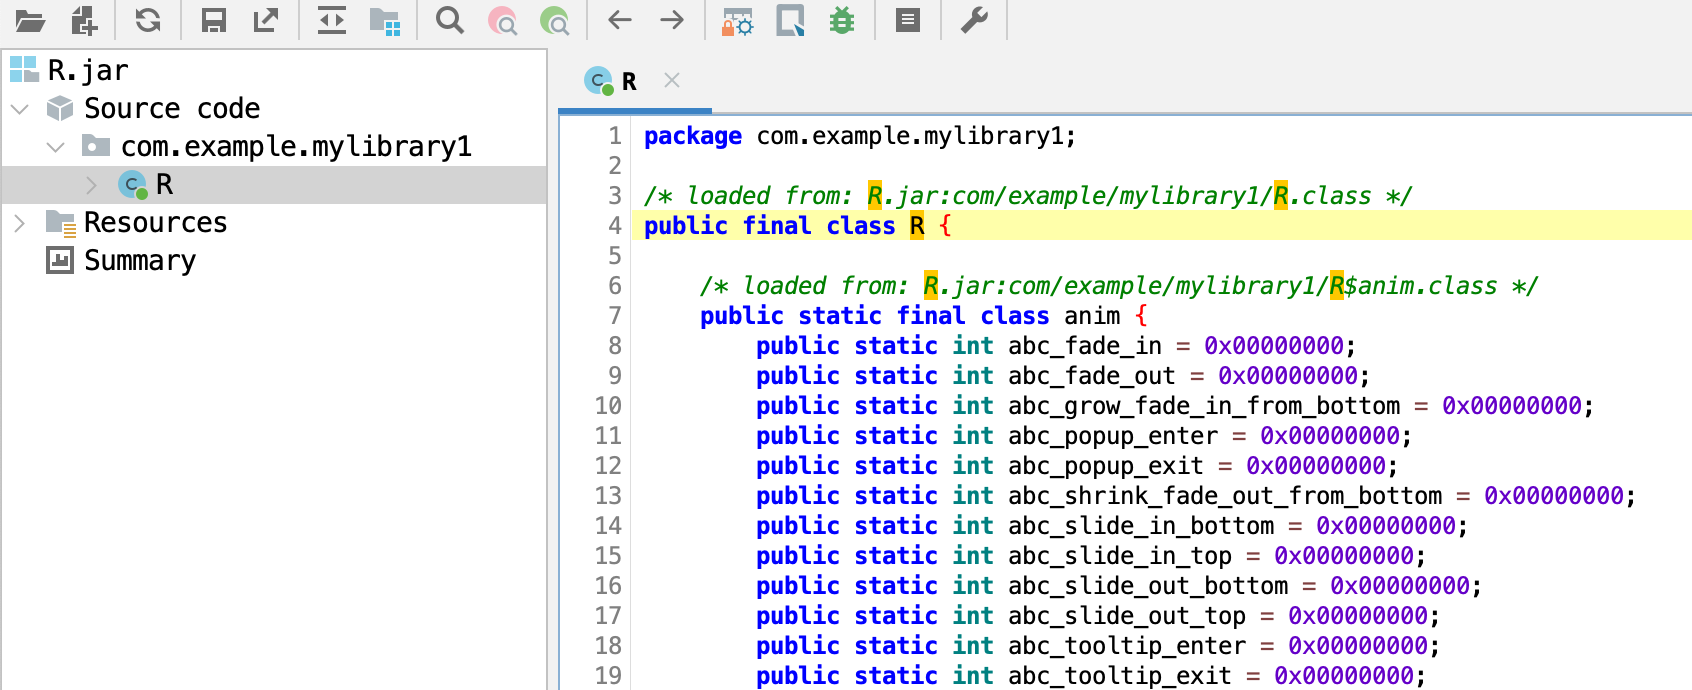 R.jar
Source code
com.example.mylibrary1
R
Resources
Summary
R
1 package com.example.mylibrary1;
2
3 /* loaded from: R.jar:com/example/mylibrary1/R.class */
4 public final class R {
5
6 /* loaded from: R.jar:com/example/mylibrary1/R$anim.class */
7 public static final class anim {
8 public static int abc_fade_in = 0x00000000;
9 public static int abc_fade_out = 0x00000000;
10 public static int abc_grow_fade_in_from_bottom = 0x00000000;
11 public static int abc_popup_enter = 0x00000000;
12 public static int abc_popup_exit = 0x00000000;
13 public static int abc_shrink_fade_out_from_bottom = 0x00000000;
14 public static int abc_slide_in_bottom = 0x00000000;
15 public static int abc_slide_in_top = 0x00000000;
16 public static int abc_slide_out_bottom = 0x00000000;
17 public static int abc_slide_out_top = 0x00000000;
18 public static int abc_tooltip_enter = 0x00000000;
19 public static int abc_tooltip_exit = 0x00000000;